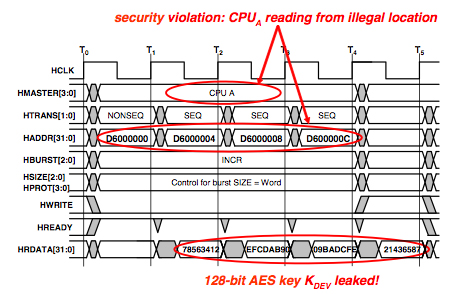 security violation: CPUA reading from illegal location
T0 T1 T2 T3 T4 T5
HCLK
HMASTER[3:0] CPU A
HTRANS[1:0] NONSEQ SEQ SEQ SEQ
HADDR[31:0] D6000000 D6000004 D6000008 D600000C
HBURST[2:0] INCR
HSIZE[2:0]
HPROT[3:0] Control for burst SIZE = Word
HWRITE
HREADY
HRDATA[31:0] 78563412 EFCDAB90 09BADCFE 21436587
128-bit AES key KDEV leaked!